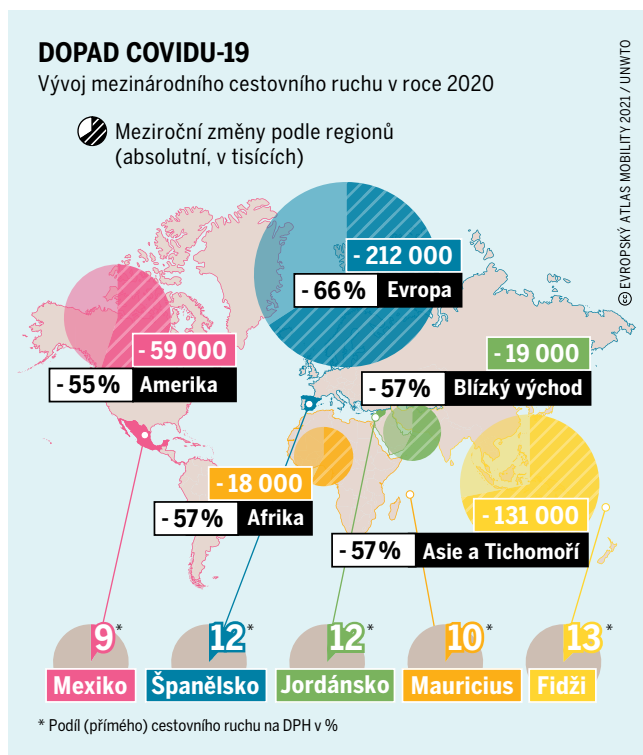 DOPAD COVIDU-19
Vývoj mezinárodního cestovního ruchu v roce 2020
Meziroční změny podle regionů
(absolutní, v tisících)
cc EVROPSKÝ ATLAS MOBILITY 2021 / UNWTO
- 212 000
- 66 % Evropa
- 59 000
- 55 % Amerika
- 19 000
- 57 % Blízký východ
- 18 000
- 57 % Afrika
- 131 000
- 57 % Asie a Tichomoří
9*
Mexiko
12*
Španělsko
12*
Jordánsko
10*
Mauricius
13*
Fidži
* Podíl (přímého) cestovního ruchu na DPH v %